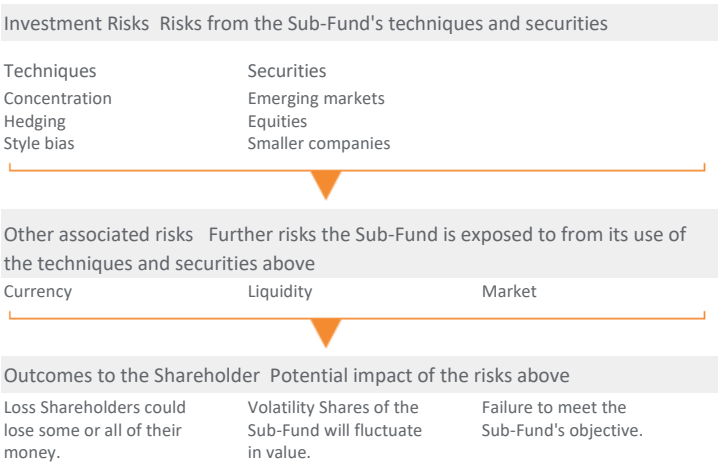 Investment Risks Risks from the Sub-Fund's techniques and securities
Techniques
Concentration
Hedging
Style bias
Securities
Emerging markets
Equities
Smaller companies
Other associated risks Further risks the Sub-Fund is exposed to from its use of
the techniques and securities above
Currency
Liquidity
Market
Outcomes to the Shareholder Potential impact of the risks above
Loss Shareholders could
lose some or all of their
money.
Volatility Shares of the
Sub-Fund will fluctuate
in value.
Failure to meet the
Sub-Fund's objective.